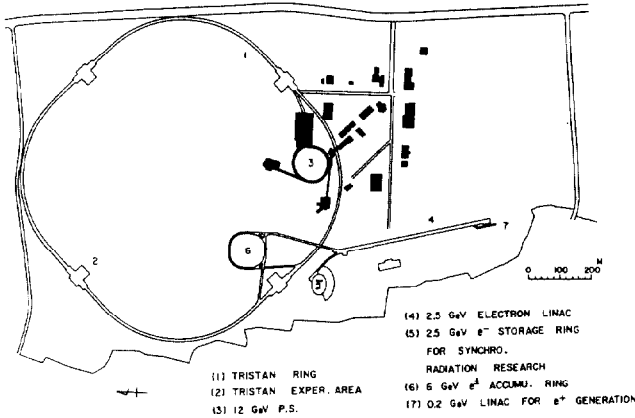 1
3
2
4
7
6
5
M
0 100 200
(1) TRISTAN RING
(2) TRISTAN EXPER. AREA
(3) 12 GeV P.S.
(4) 2.5 GeV ELECTRON LINAC
(5) 2.5 GeV e⁻ STORAGE RING
FOR SYNCHRO.
RADIATION RESEARCH
(6) 6 GeV e± ACCUMU. RING
(7) 0.2 GeV LINAC FOR e⁺ GENERATION